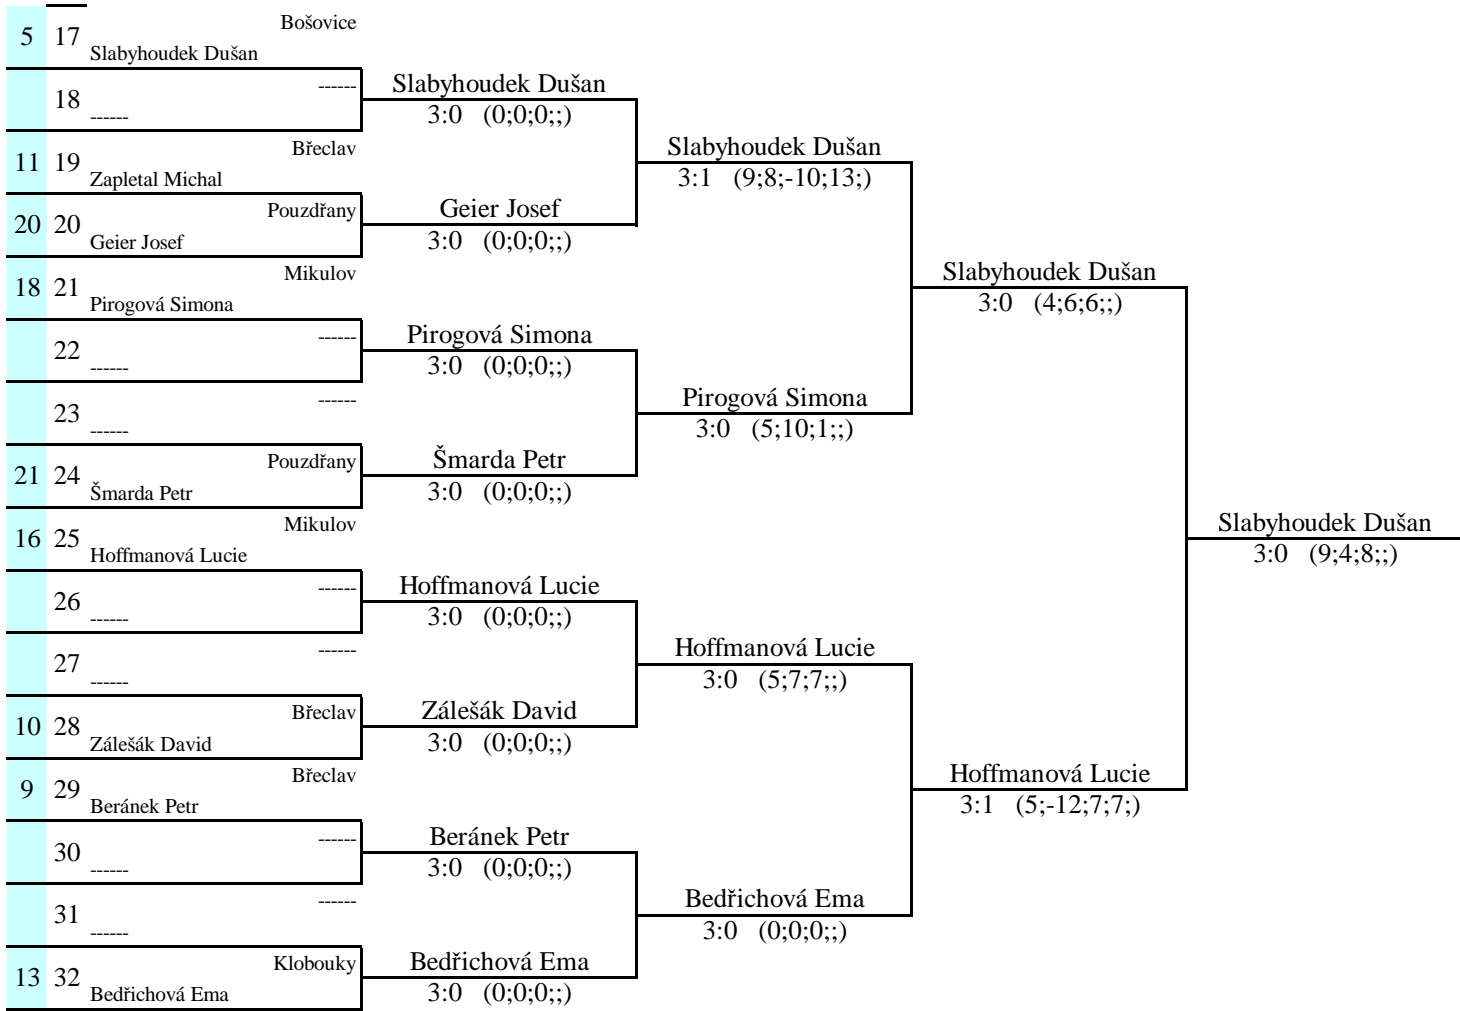 5 17 Bošovice
Slabyhoudek Dušan
18 ------
------
11 19 Břeclav
Zapletal Michal
20 20 Pouzdřany
Geier Josef
18 21 Mikulov
Pirogová Simona
22 ------
------
23 ------
------
21 24 Pouzdřany
Šmarda Petr
16 25 Mikulov
Hoffmanová Lucie
26 ------
------
27 ------
------
10 28 Břeclav
Zálešák David
9 29 Břeclav
Beránek Petr
30 ------
------
31 ------
------
13 32 Klobouky
Bedřichová Ema
Slabyhoudek Dušan
3:0 (0;0;0;;)
Geier Josef
3:0 (0;0;0;;)
Pirogová Simona
3:0 (0;0;0;;)
Šmarda Petr
3:0 (0;0;0;;)
Hoffmanová Lucie
3:0 (0;0;0;;)
Zálešák David
3:0 (0;0;0;;)
Beránek Petr
3:0 (0;0;0;;)
Bedřichová Ema
3:0 (0;0;0;;)
Slabyhoudek Dušan
3:1 (9;8;-10;13;)
Pirogová Simona
3:0 (5;10;1;;)
Hoffmanová Lucie
3:0 (5;7;7;;)
Bedřichová Ema
3:0 (0;0;0;;)
Slabyhoudek Dušan
3:0 (4;6;6;;)
Hoffmanová Lucie
3:1 (5;-12;7;7;)
Slabyhoudek Dušan
3:0 (9;4;8;;)